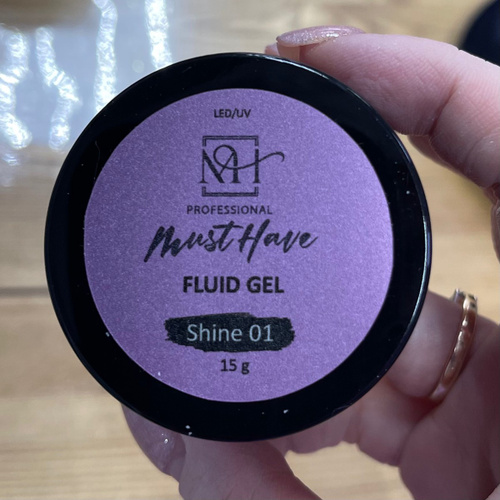 LED/UV
MH
PROFESSIONAL
Must Have
FLUID GEL
Shine 01
15 g